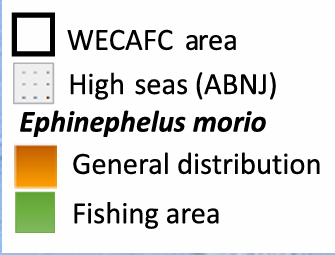 WECAFC area
High seas (ABNJ)
Ephinephelus morio
General distribution
Fishing area